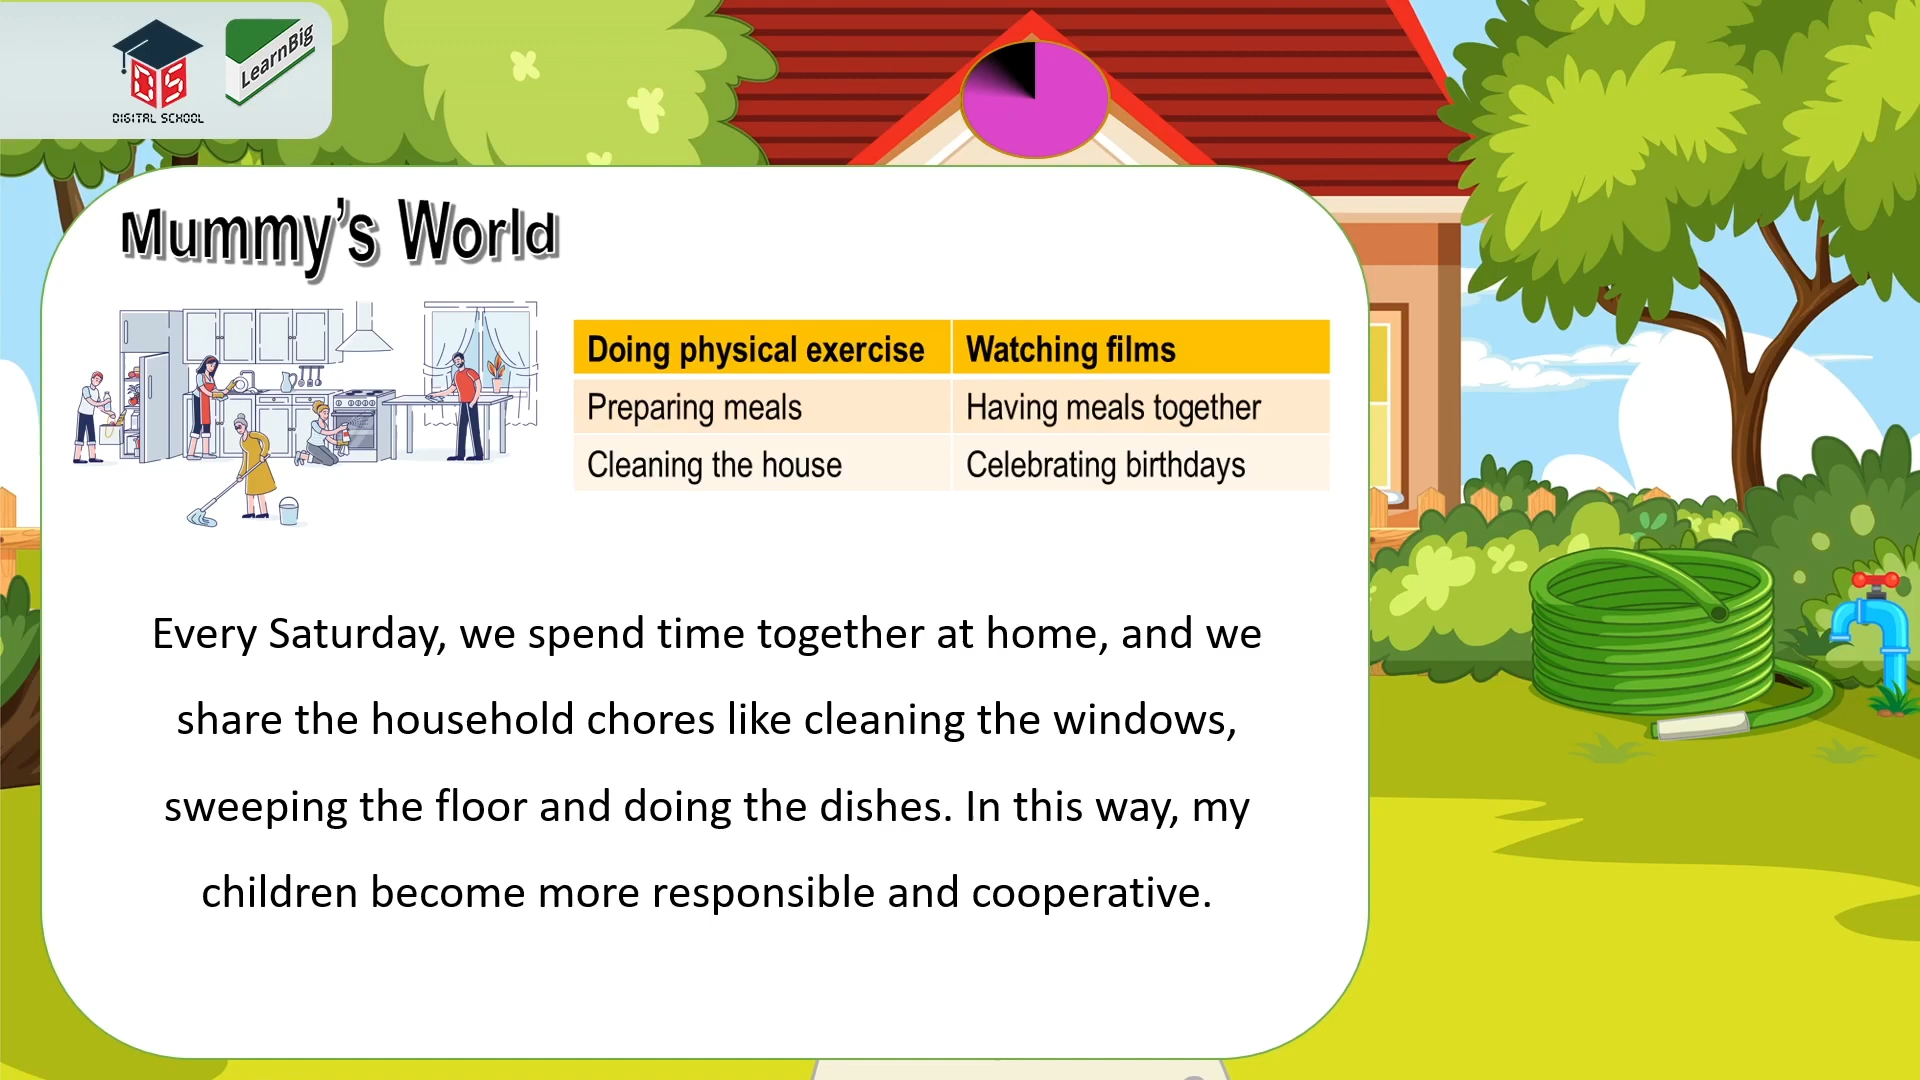 DS
DIGITAL SCHOOL
LearnBig
Mummy's World
Doing physical exercise Watching films
Preparing meals Having meals together
Cleaning the house Celebrating birthdays
Every Saturday, we spend time together at home, and we
share the household chores like cleaning the windows,
sweeping the floor and doing the dishes. In this way, my
children become more responsible and cooperative.